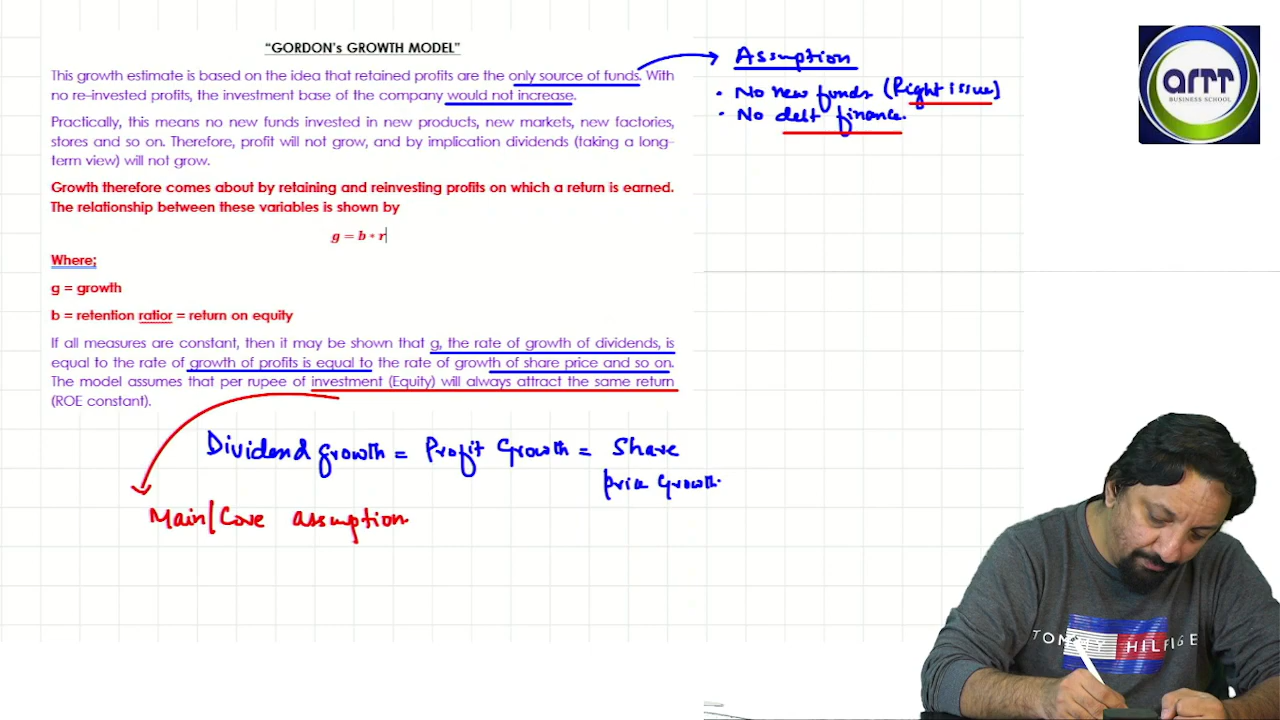 "GORDON's GROWTH MODEL"
This growth estimate is based on the idea that retained profits are the only source of funds. With
no re-invested profits, the investment base of the company would not increase.
Practically, this means no new funds invested in new products, new markets, new factories,
stores and so on. Therefore, profit will not grow, and by implication dividends (taking a long-
term view) will not grow.
Growth therefore comes about by retaining and reinvesting profits on which a return is earned.
The relationship between these variables is shown by
g = b * r
Where;
g = growth
b = retention ratior = return on equity
If all measures are constant, then it may be shown that g, the rate of growth of dividends, is
equal to the rate of growth of profits is equal to the rate of growth of share price and so on.
The model assumes that per rupee of investment (Equity) will always attract the same return
(ROE constant).
Dividend growth = Profit Growth = Share
price Growth.
Main/Core assumption
Assumption
• No new funds (Right issue)
• No debt finance.
artt
BUSINESS SCHOOL
TOMMY HILFIGER